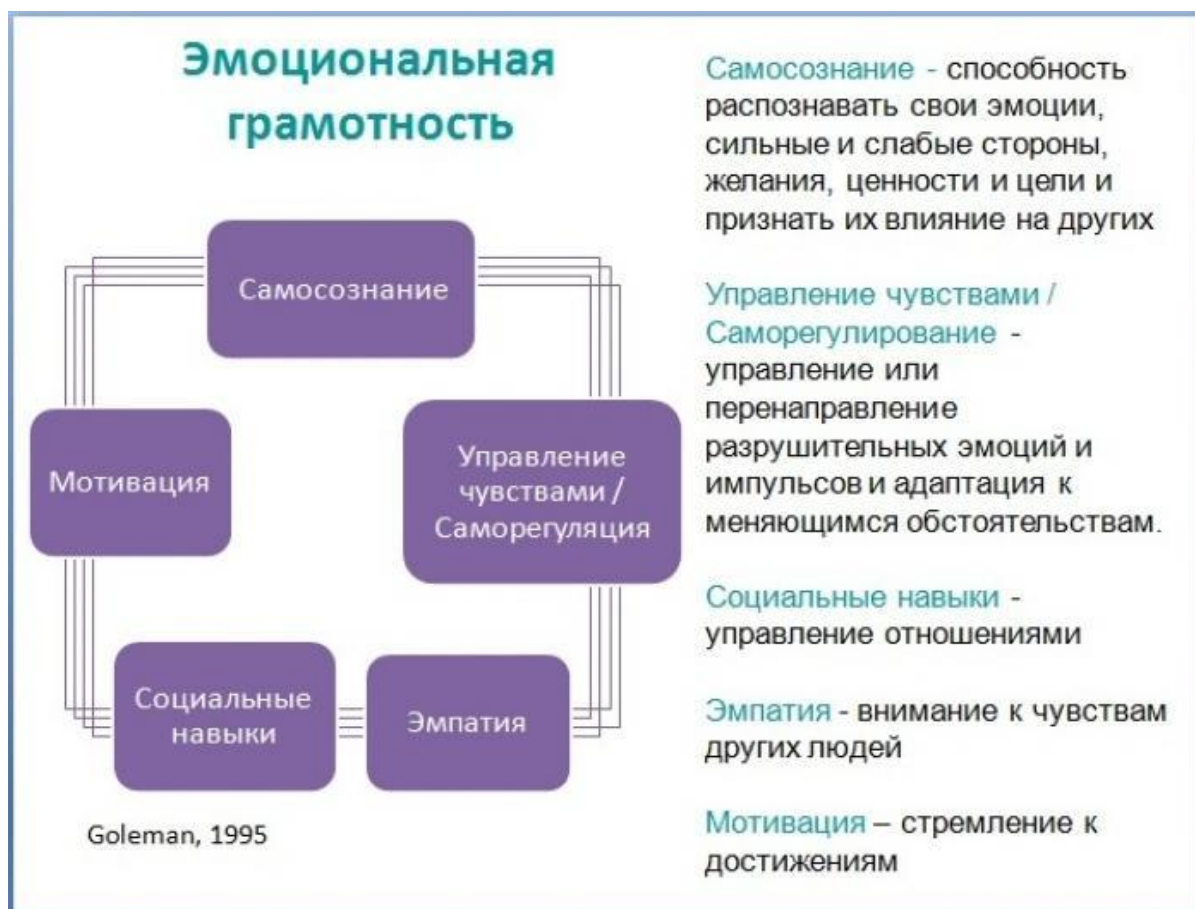 Эмоциональная
грамотность
Самосознание
Мотивация
Управление
чувствами /
Саморегуляция
Социальные
навыки
Эмпатия
Goleman, 1995
Самосознание - способность
распознавать свои эмоции,
сильные и слабые стороны,
желания, ценности и цели и
признать их влияние на других
Управление чувствами /
Саморегулирование -
управление или
перенаправление
разрушительных эмоций и
импульсов и адаптация к
меняющимся обстоятельствам.
Социальные навыки -
управление отношениями
Эмпатия - внимание к чувствам
других людей
Мотивация – стремление к
достижениям